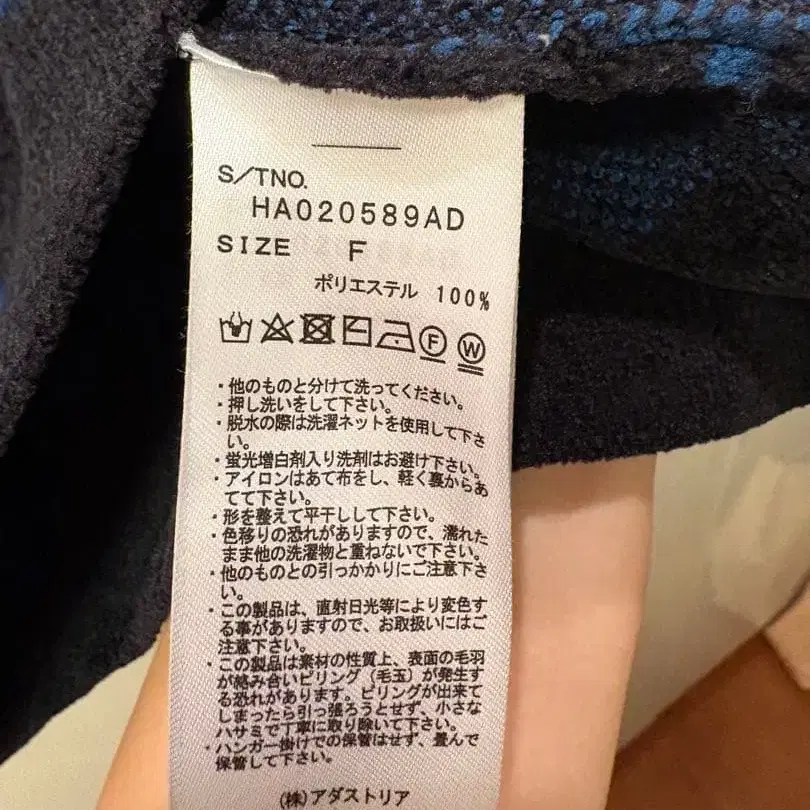 S/TNO.
HA020589AD
SIZE F
ポリエステル 100%
F W
・他のものと分けて洗ってください。
・押し洗いをして下さい。
・脱水の際は洗濯ネットを使用して下さ
い。
・蛍光増白剤入り洗剤はお避け下さい。
・アイロンはあて布をし、軽く裏からあ
てて下さい。
・形を整えて平干しして下さい。
・色移りの恐れがありますので、濡れた
まま他の洗濯物と重ねないで下さい。
・他のものとの引っかかりにご注意下さ
い。
・この製品は、直射日光等により変色す
る事がありますので、お取扱いにはご
注意下さい。
・この製品は素材の性質上、表面の毛羽
が絡み合いピリング（毛玉）が発生す
る恐れがあります。ピリングが出来て
しまったら引っ張ろうとせず、小さな
ハサミで丁寧に取り除いて下さい。
・ハンガー掛けでの保管はせず、畳んで
保管して下さい。
(株)アダストリア